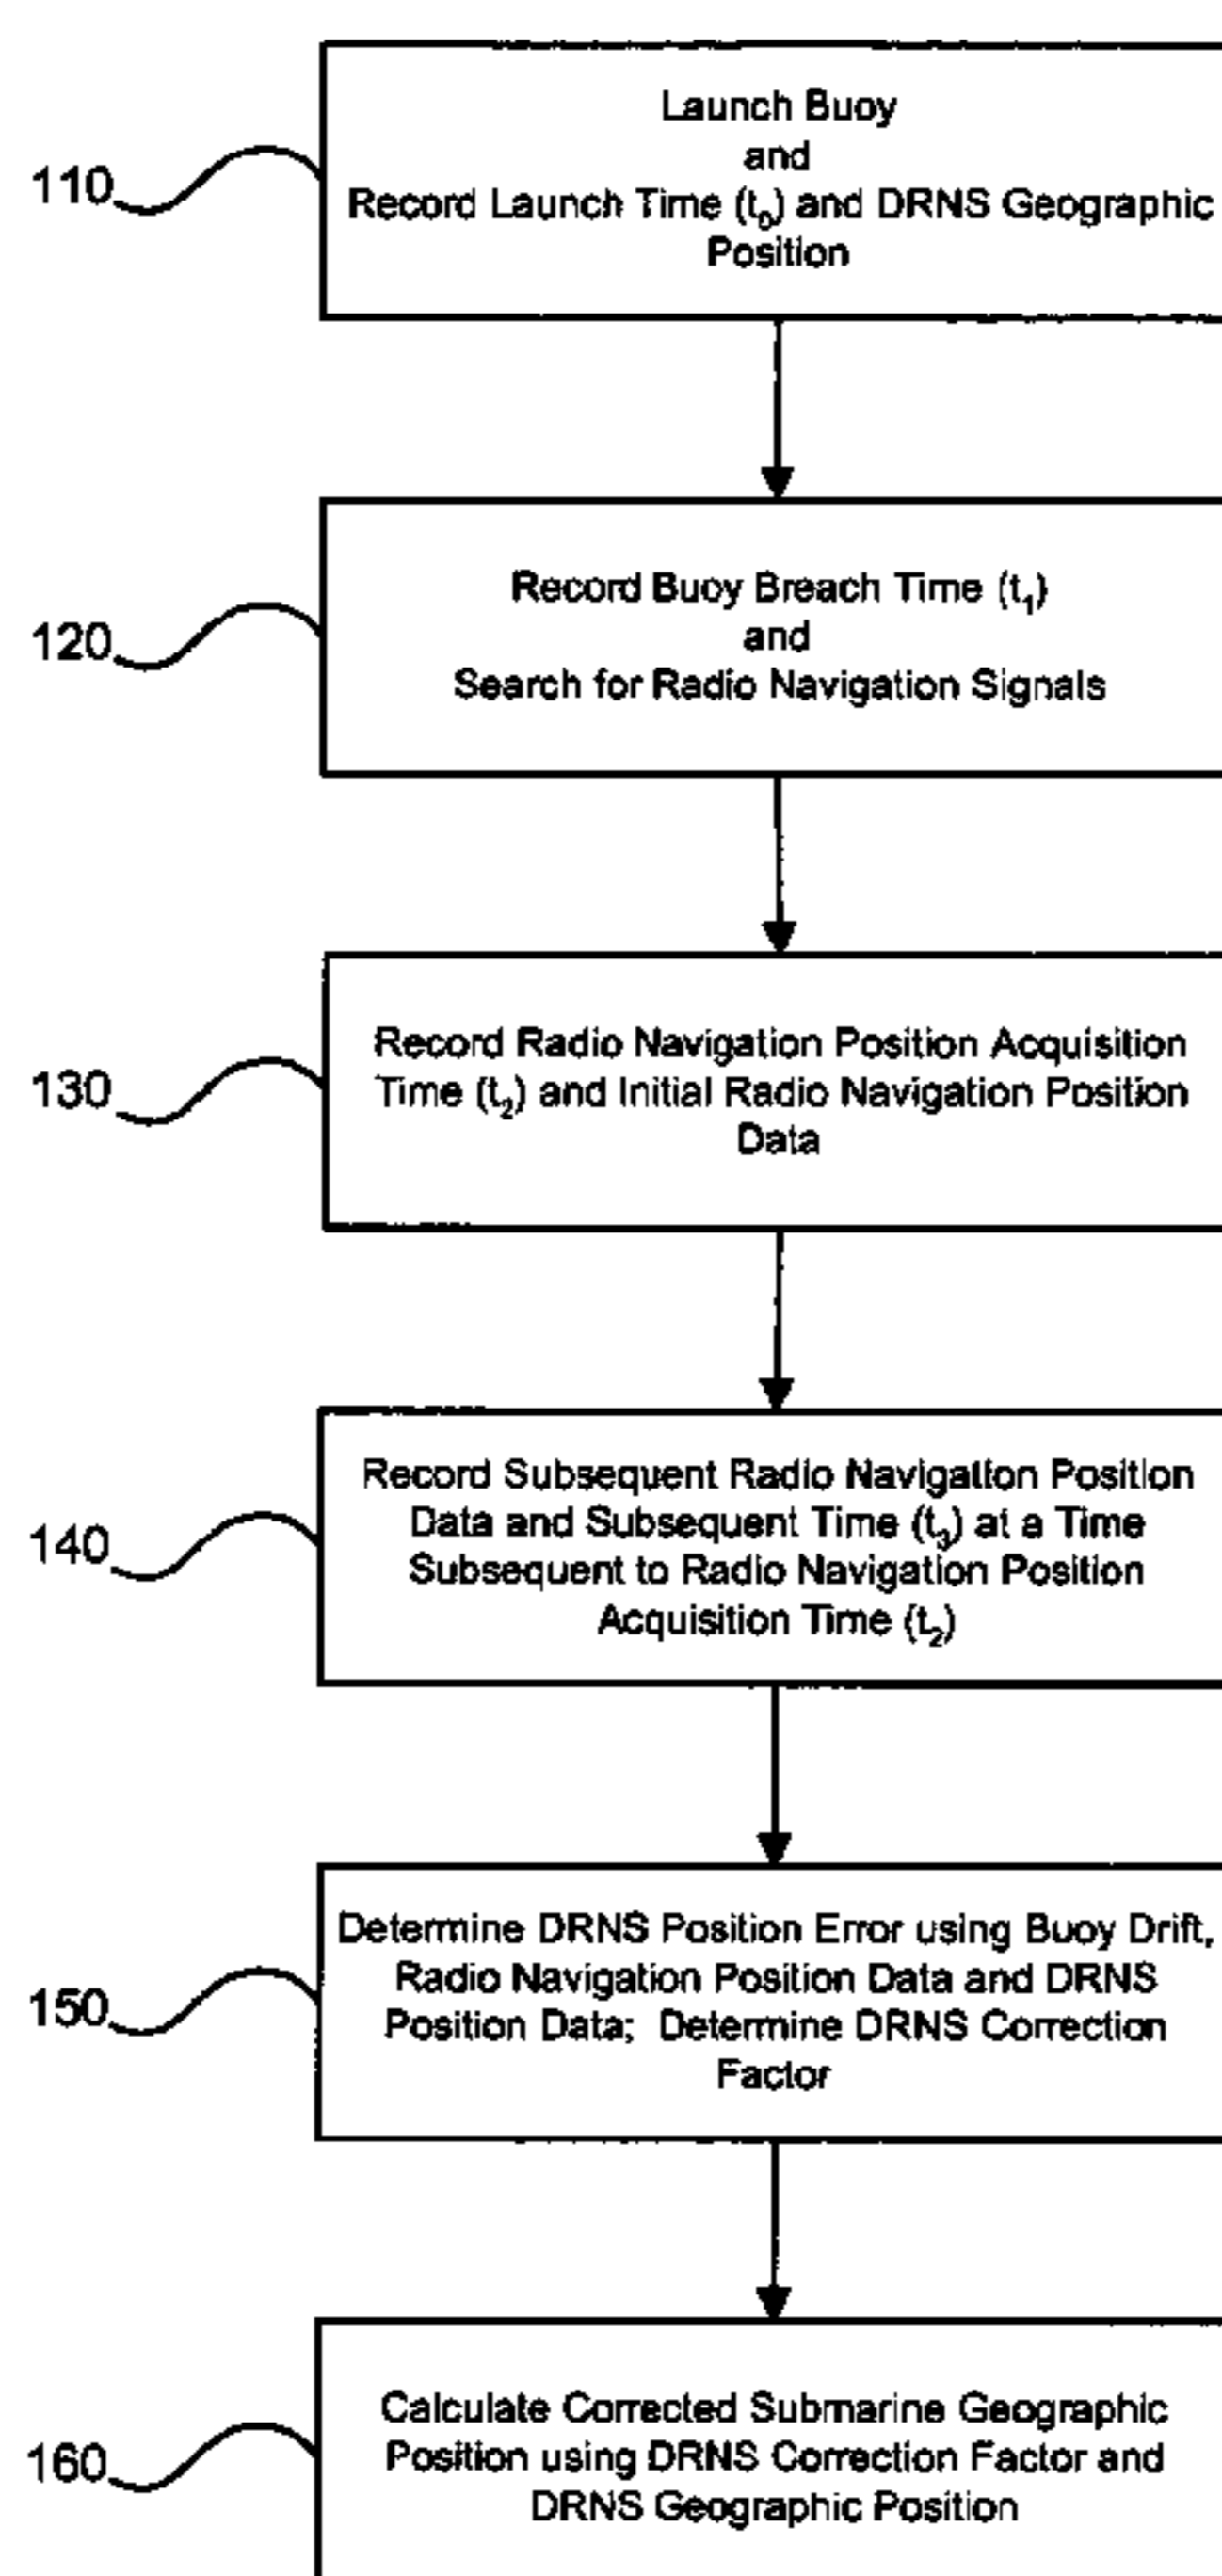 Launch Buoy
and
110
Record Launch Time (t₀) and DRNS Geographic
Position
Record Buoy Breach Time (t₁)
120
and
Search for Radio Navigation Signals
Record Radio Navigation Position Acquisition
130
Time (t₂) and Initial Radio Navigation Position
Data
Record Subsequent Radio Navigation Position
Data and Subsequent Time (t₃) at a Time
140
Subsequent to Radio Navigation Position
Acquisition Time (t₂)
Determine DRNS Position Error using Buoy Drift,
Radio Navigation Position Data and DRNS
150
Position Data; Determine DRNS Correction
Factor
Calculate Corrected Submarine Geographic
160
Position using DRNS Correction Factor and
DRNS Geographic Position